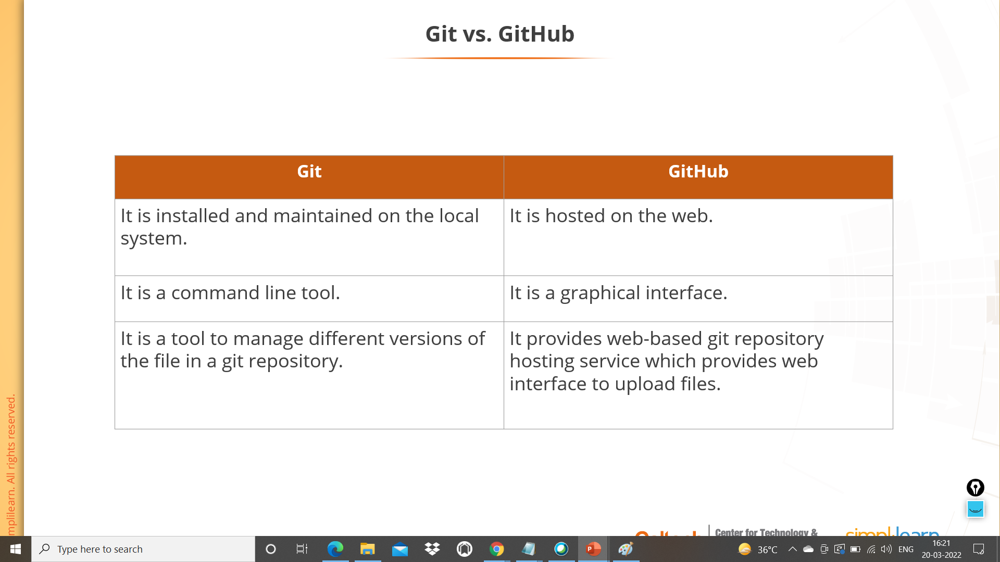 Git vs. GitHub
Git
GitHub
It is installed and maintained on the local
system.
It is hosted on the web.
It is a command line tool.
It is a graphical interface.
It is a tool to manage different versions of
the file in a git repository.
It provides web-based git repository
hosting service which provides web
interface to upload files.
mplilearn. All rights reserved.
Center for Technology &
simplilearn
Type here to search
36°C
ENG
16:21
20-03-2022